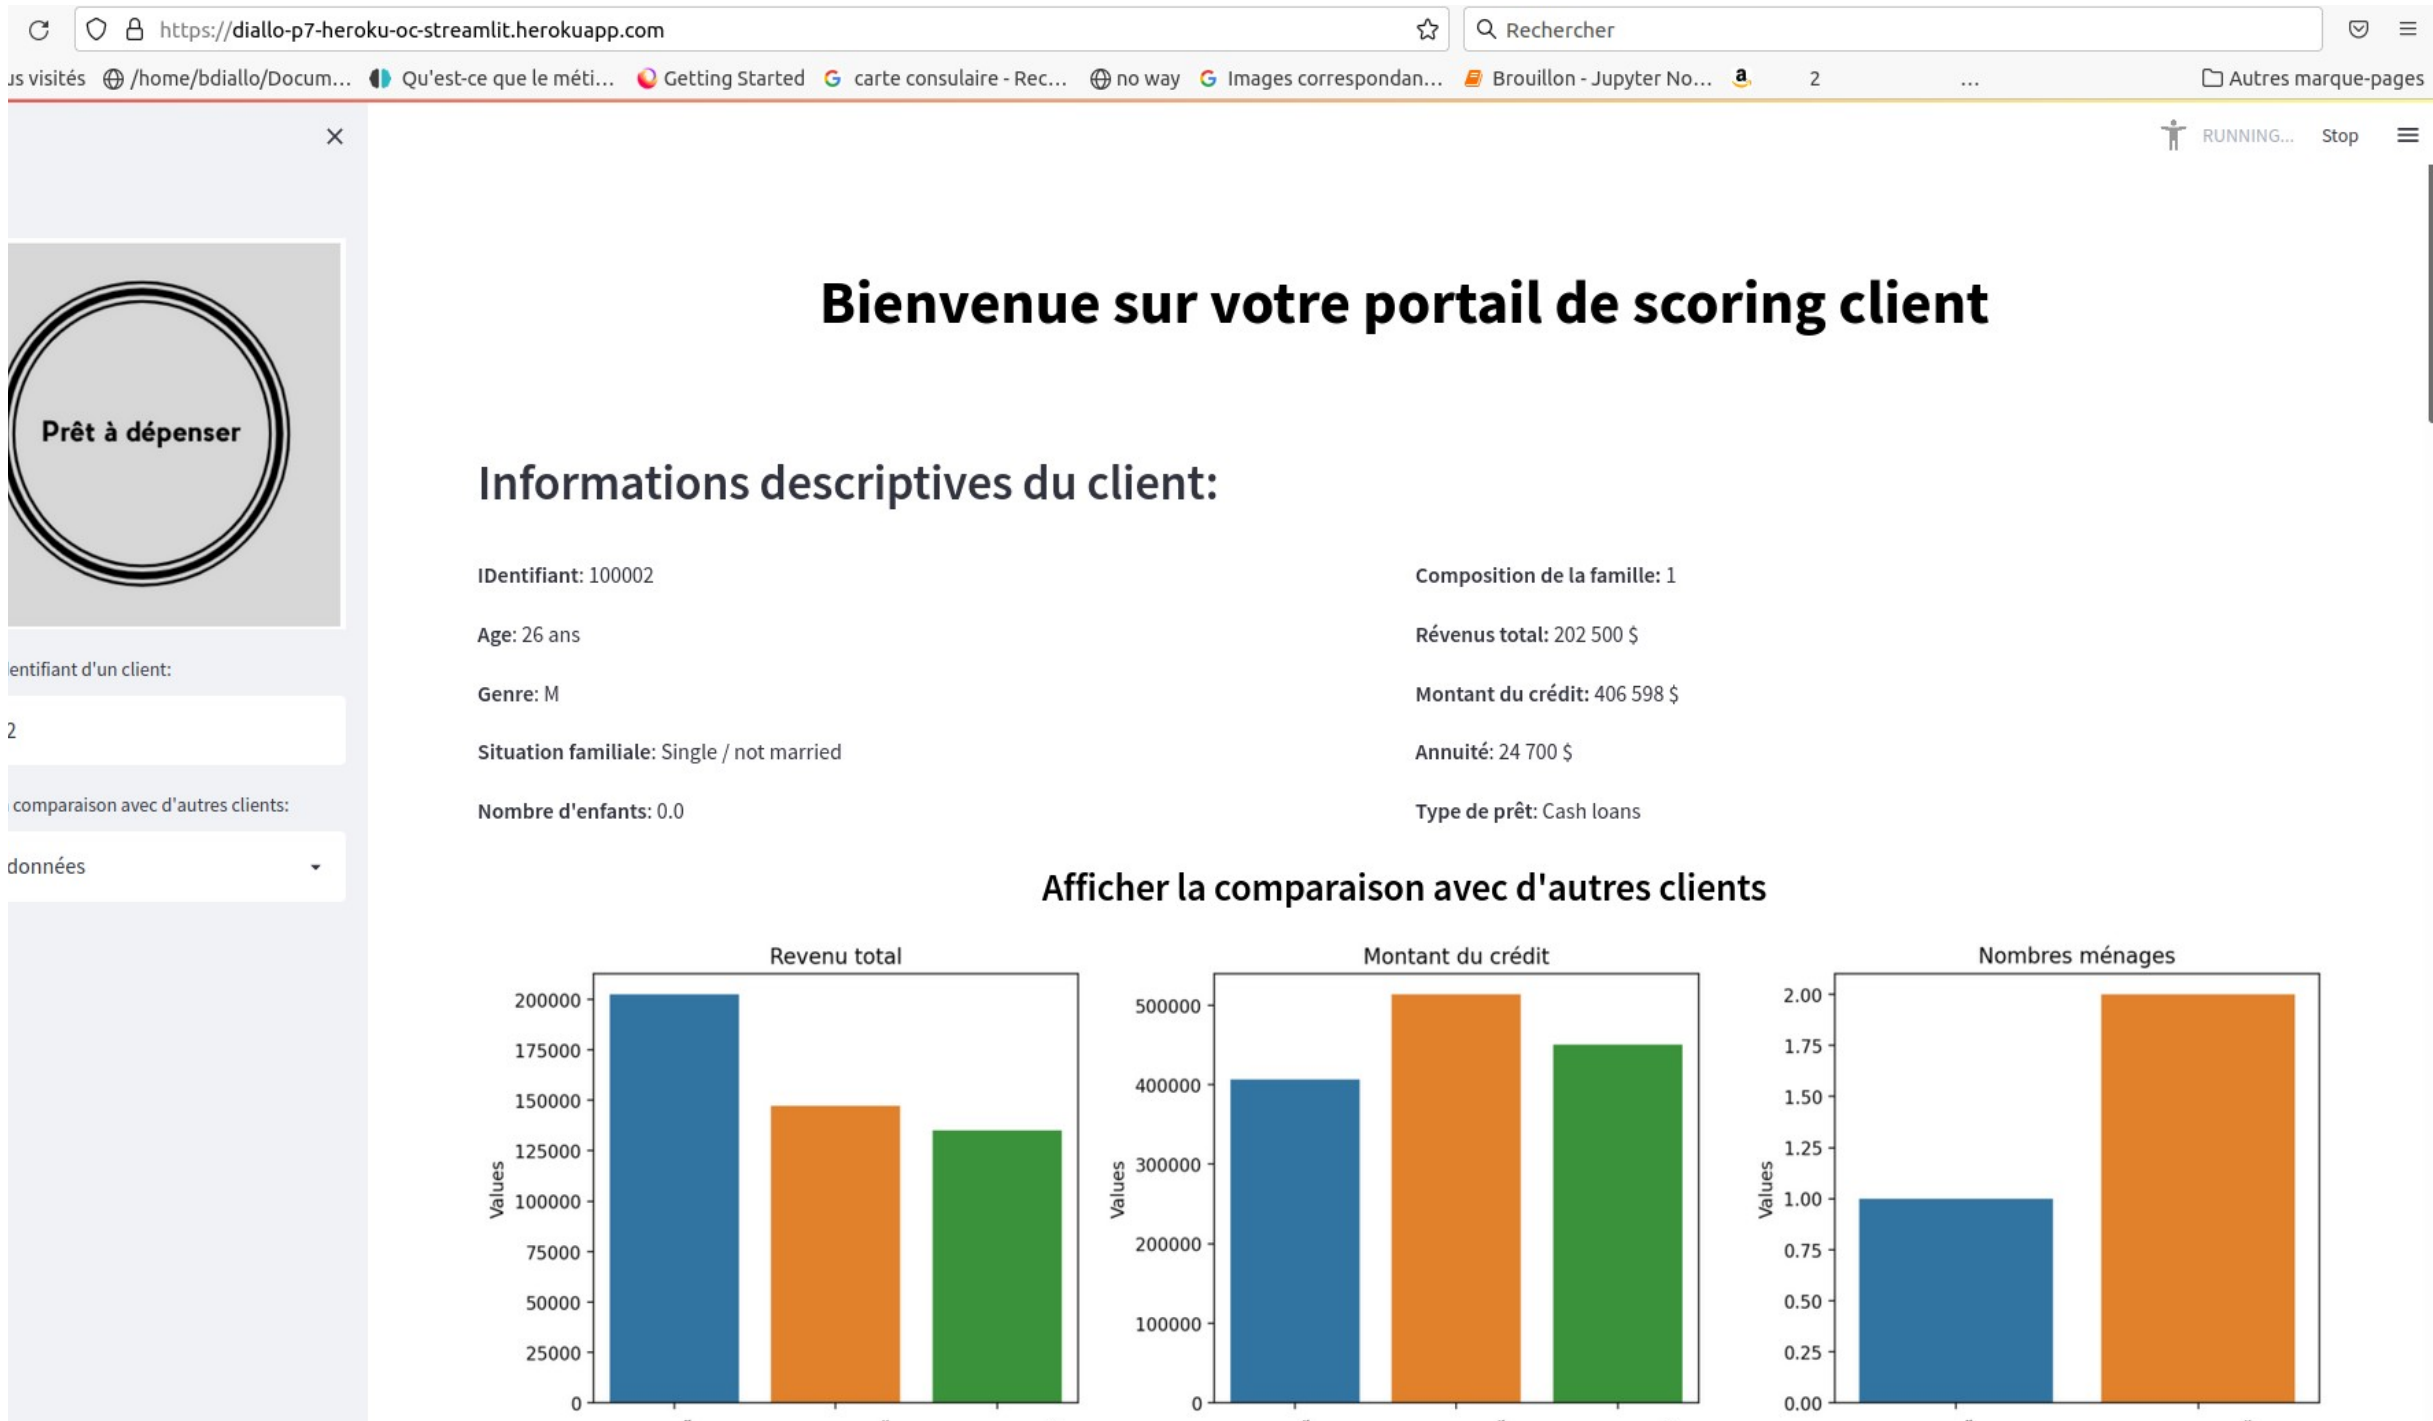 https://diallo-p7-heroku-oc-streamlit.herokuapp.com
Rechercher
us visités /home/bdiallo/Docum... Qu'est-ce que le méti... Getting Started carte consulaire - Rec... no way Images correspondan... Brouillon - Jupyter No... a 2 ... Autres marque-pages
RUNNING... Stop
Prêt à dépenser
entifiant d'un client:
2
comparaison avec d'autres clients:
données
Bienvenue sur votre portail de scoring client
Informations descriptives du client:
IDentifiant: 100002
Age: 26 ans
Genre: M
Situation familiale: Single / not married
Nombre d'enfants: 0.0
Composition de la famille: 1
Révenus total: 202 500 $
Montant du crédit: 406 598 $
Annuité: 24 700 $
Type de prêt: Cash loans
Afficher la comparaison avec d'autres clients
Revenu total
200000
175000
150000
125000
100000
75000
50000
25000
0
Values
Montant du crédit
500000
400000
300000
200000
100000
0
Values
Nombres ménages
2.00
1.75
1.50
1.25
1.00
0.75
0.50
0.25
0.00
Values